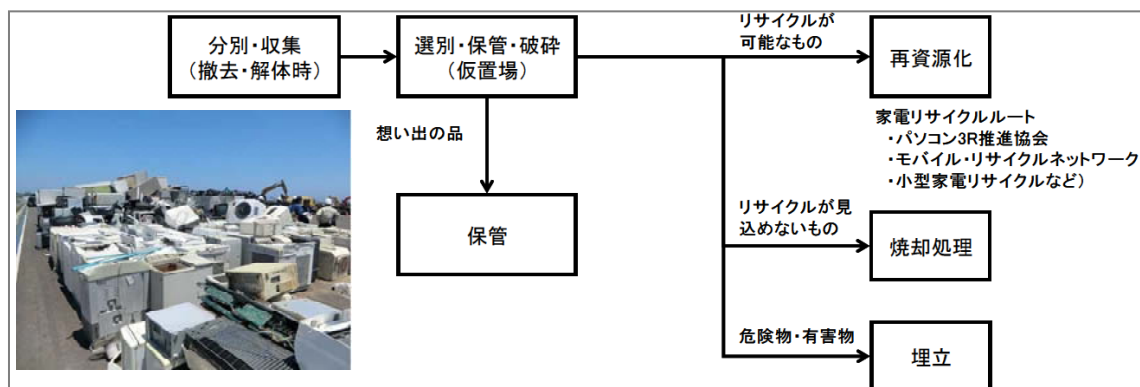 分別・収集
(撤去・解体時)
選別・保管・破砕
(仮置場)
リサイクルが
可能なもの
再資源化
家電リサイクルルート
・パソコン3R推進協会
・モバイル・リサイクルネットワーク
・小型家電リサイクルなど)
想い出の品
保管
リサイクルが見
込めないもの
焼却処理
危険物・有害物
埋立